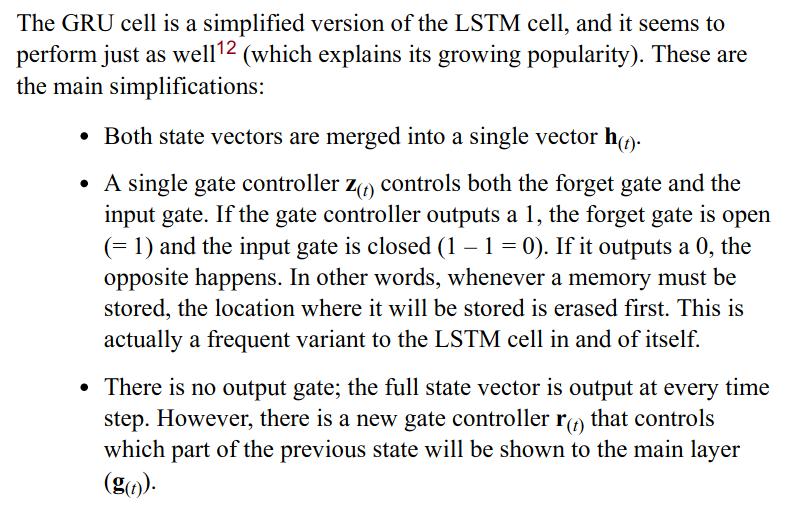 The GRU cell is a simplified version of the LSTM cell, and it seems to
perform just as well12 (which explains its growing popularity). These are
the main simplifications:
• Both state vectors are merged into a single vector h(t).
• A single gate controller z(t) controls both the forget gate and the
input gate. If the gate controller outputs a 1, the forget gate is open
(= 1) and the input gate is closed (1 – 1 = 0). If it outputs a 0, the
opposite happens. In other words, whenever a memory must be
stored, the location where it will be stored is erased first. This is
actually a frequent variant to the LSTM cell in and of itself.
• There is no output gate; the full state vector is output at every time
step. However, there is a new gate controller r(t) that controls
which part of the previous state will be shown to the main layer
(g(t)).